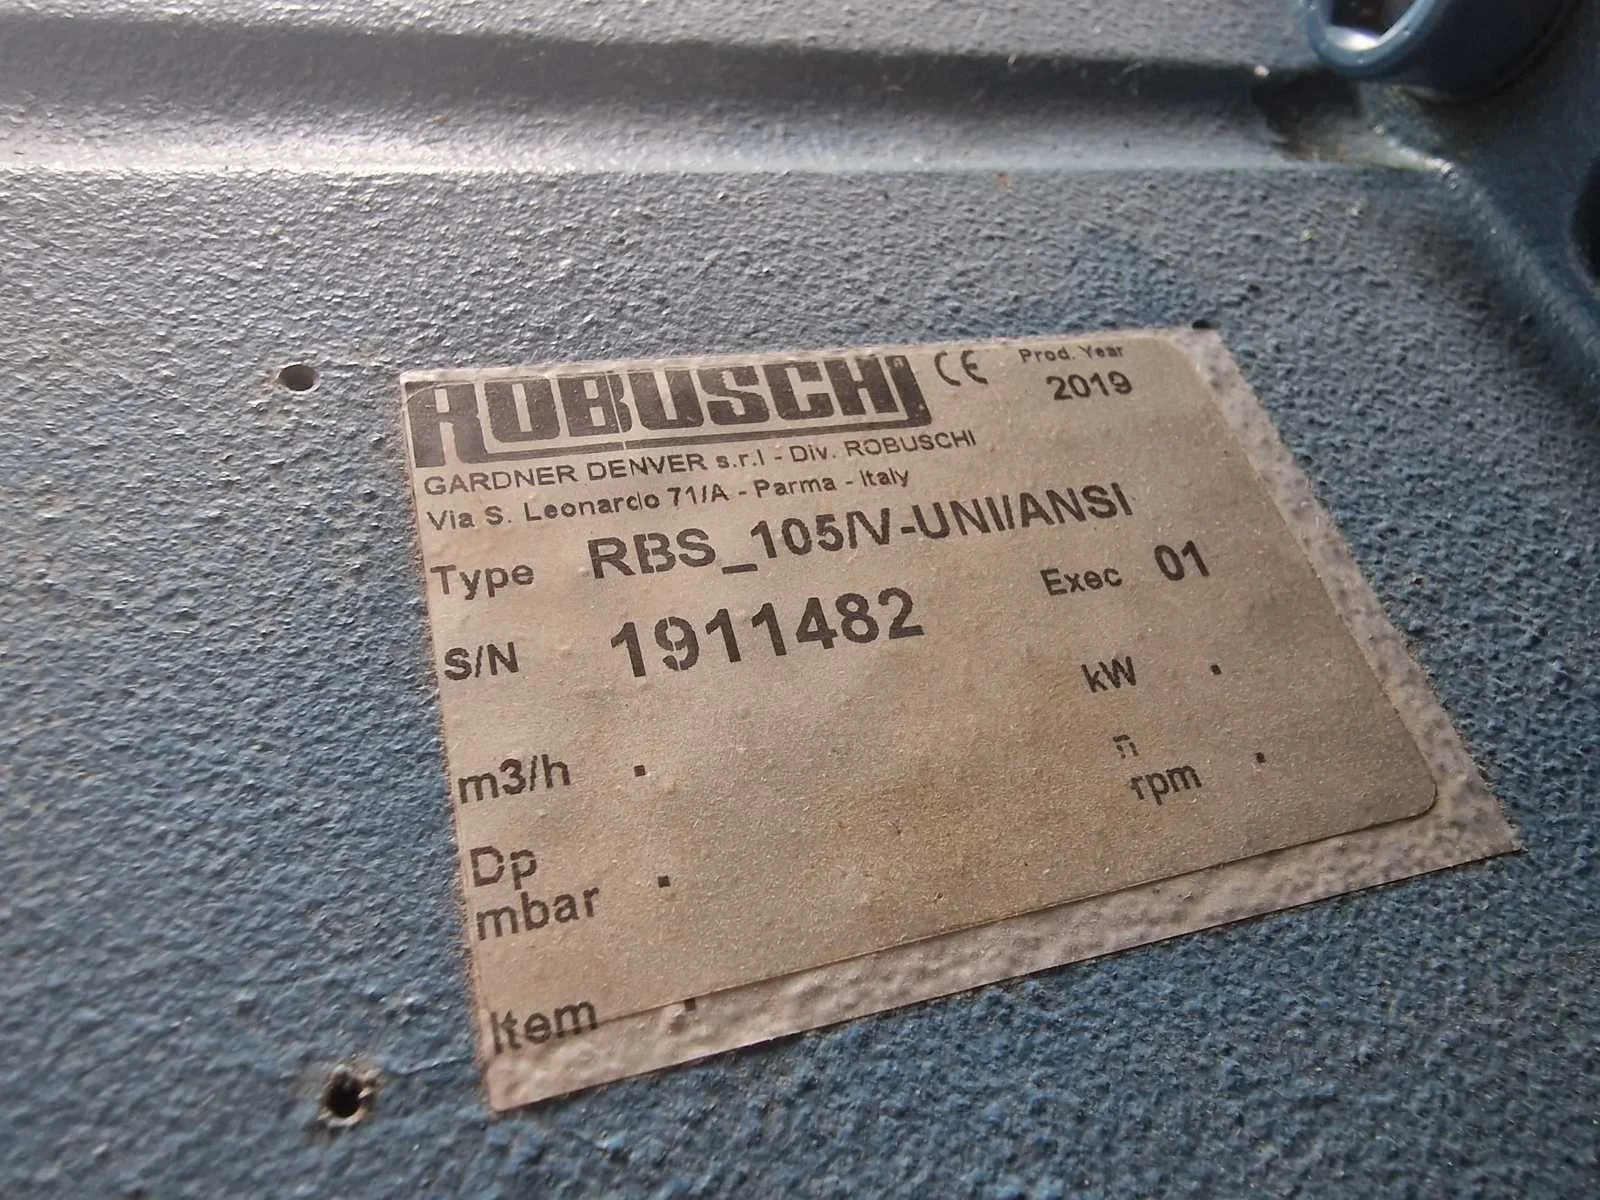 ROBUSCHI CE Prod. Year
2019
GARDNER DENVER s.r.l - Div. ROBUSCHI
Via S. Leonardo 71/A - Parma - Italy
Type RBS_105/V-UNI/ANSI
S/N 1911482 Exec 01
kW .
m3/h . n
rpm .
Dp
mbar .
Item .